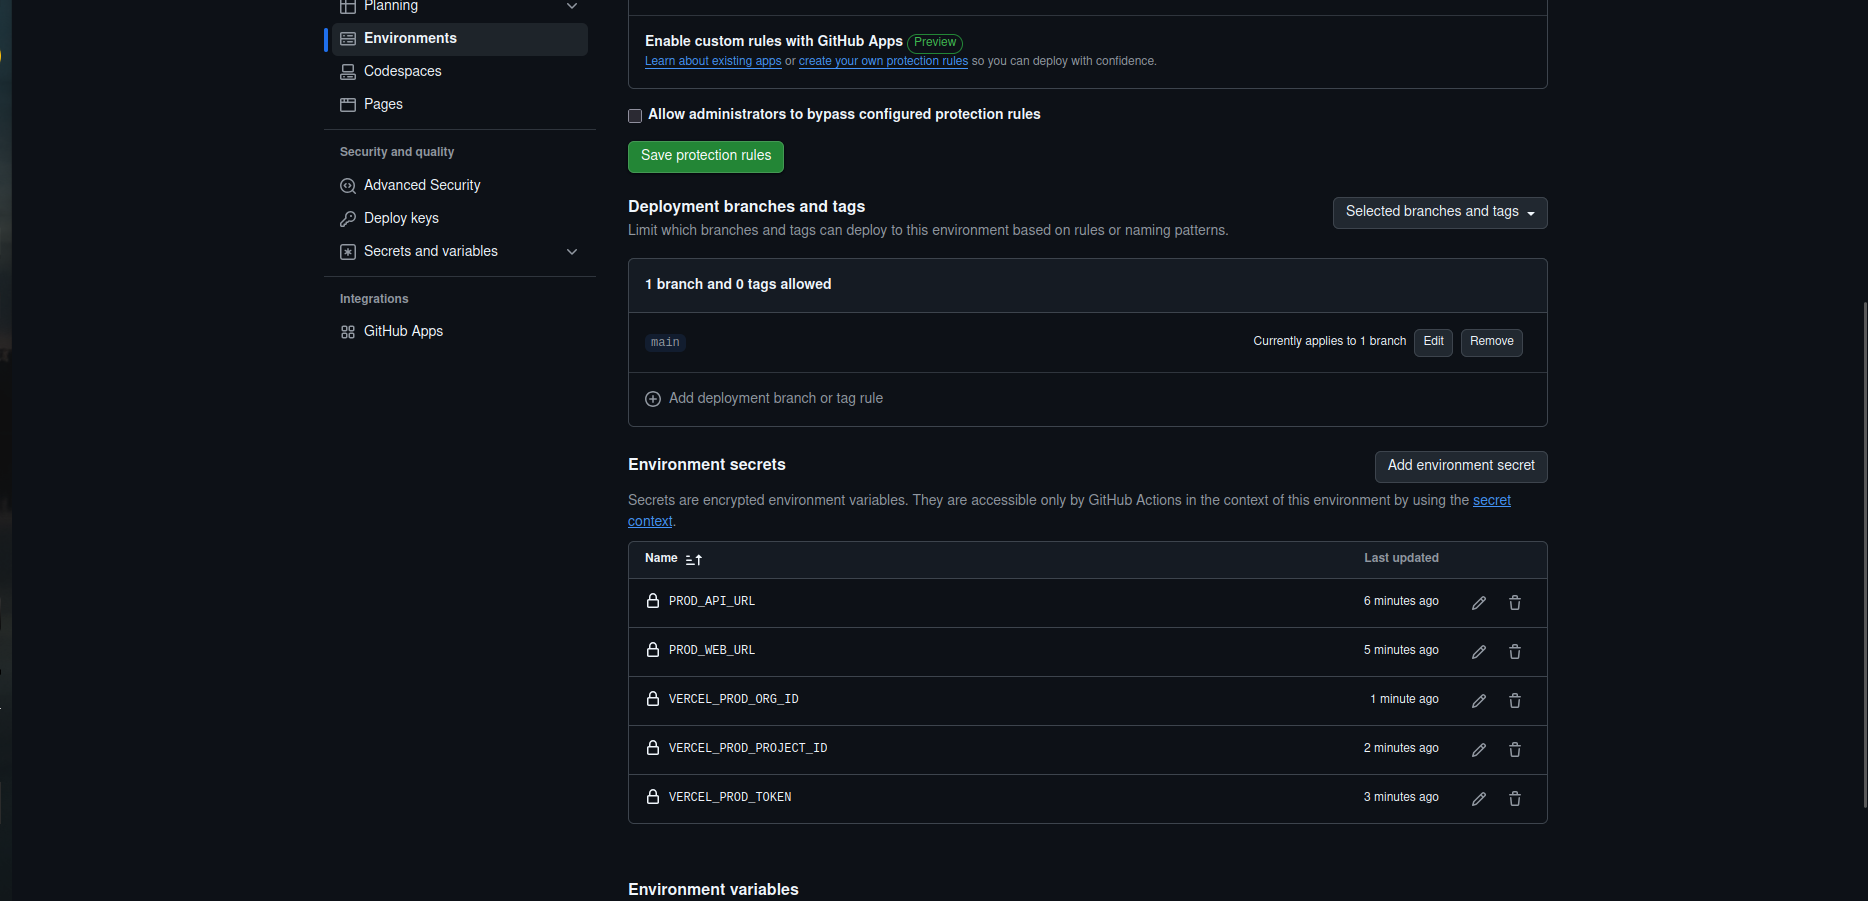 Planning
Environments
Codespaces
Pages
Security and quality
Advanced Security
Deploy keys
Secrets and variables
Integrations
GitHub Apps
Enable custom rules with GitHub Apps Preview
Learn about existing apps or create your own protection rules so you can deploy with confidence.
Allow administrators to bypass configured protection rules
Save protection rules
Deployment branches and tags
Selected branches and tags
Limit which branches and tags can deploy to this environment based on rules or naming patterns.
1 branch and 0 tags allowed
main
Currently applies to 1 branch
Edit
Remove
Add deployment branch or tag rule
Environment secrets
Add environment secret
Secrets are encrypted environment variables. They are accessible only by GitHub Actions in the context of this environment by using the secret
context.
Name
Last updated
PROD_API_URL
6 minutes ago
PROD_WEB_URL
5 minutes ago
VERCEL_PROD_ORG_ID
1 minute ago
VERCEL_PROD_PROJECT_ID
2 minutes ago
VERCEL_PROD_TOKEN
3 minutes ago
Environment variables